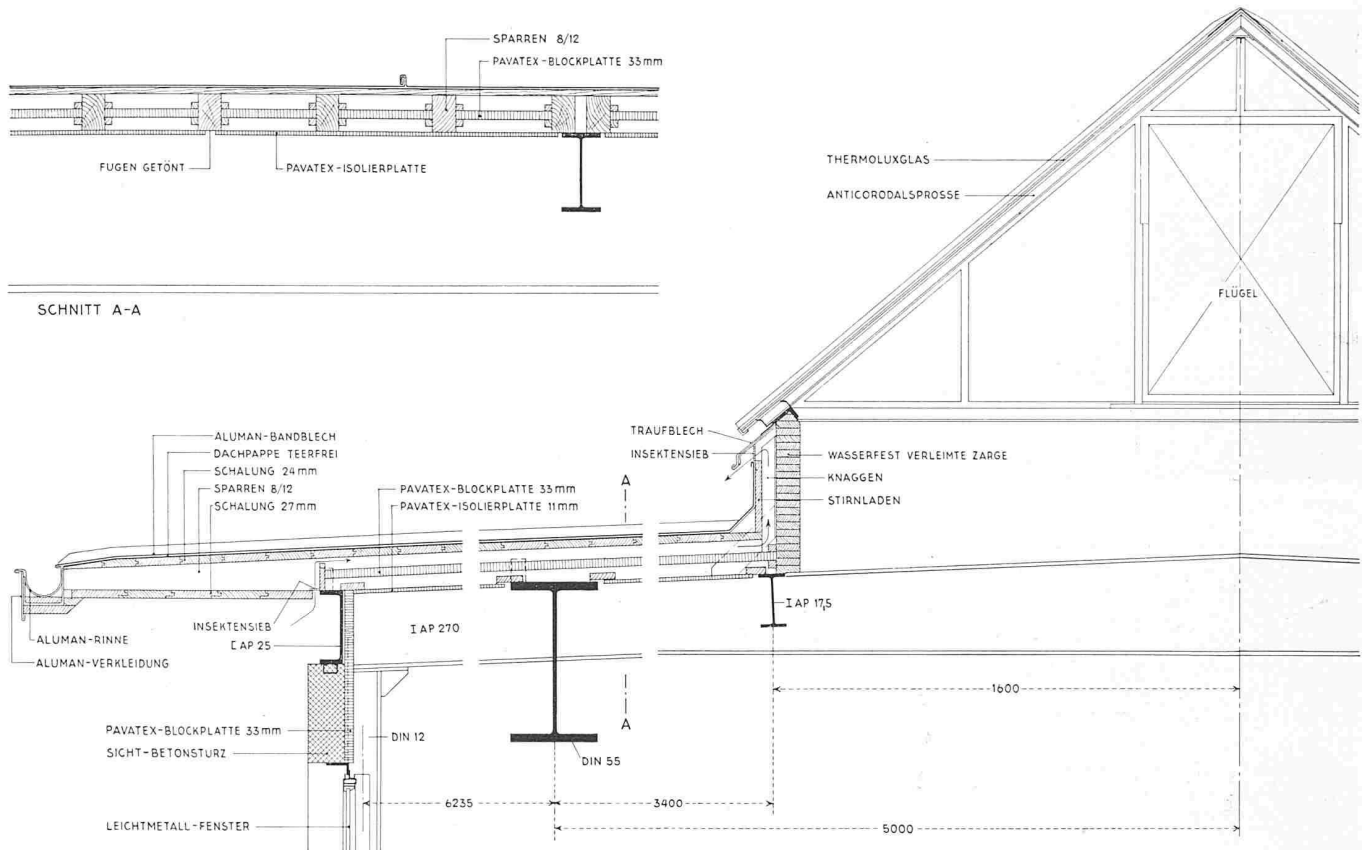 SPARREN 8/12
PAVATEX-BLOCKPLATTE 33mm
FUGEN GETÖNT
PAVATEX-ISOLIERPLATTE
SCHNITT A-A
THERMOLUXGLAS
ANTICORODALSPROSSE
FLÜGEL
ALUMAN-BANDBLECH
DACHPAPPE TEERFREI
SCHALUNG 24mm
SPARREN 8/12
SCHALUNG 27mm
PAVATEX-BLOCKPLATTE 33mm
PAVATEX-ISOLIERPLATTE 11mm
A
TRAUFBLECH
INSEKTENSIEB
WASSERFEST VERLEIMTE ZARGE
KNAGGEN
STIRNLADEN
INSEKTENSIEB
[ AP 25
I AP 270
I AP 17,5
ALUMAN-RINNE
ALUMAN-VERKLEIDUNG
1600
A
PAVATEX-BLOCKPLATTE 33mm
SICHT-BETONSTURZ
DIN 12
DIN 55
6235
3400
LEICHTMETALL-FENSTER
5000